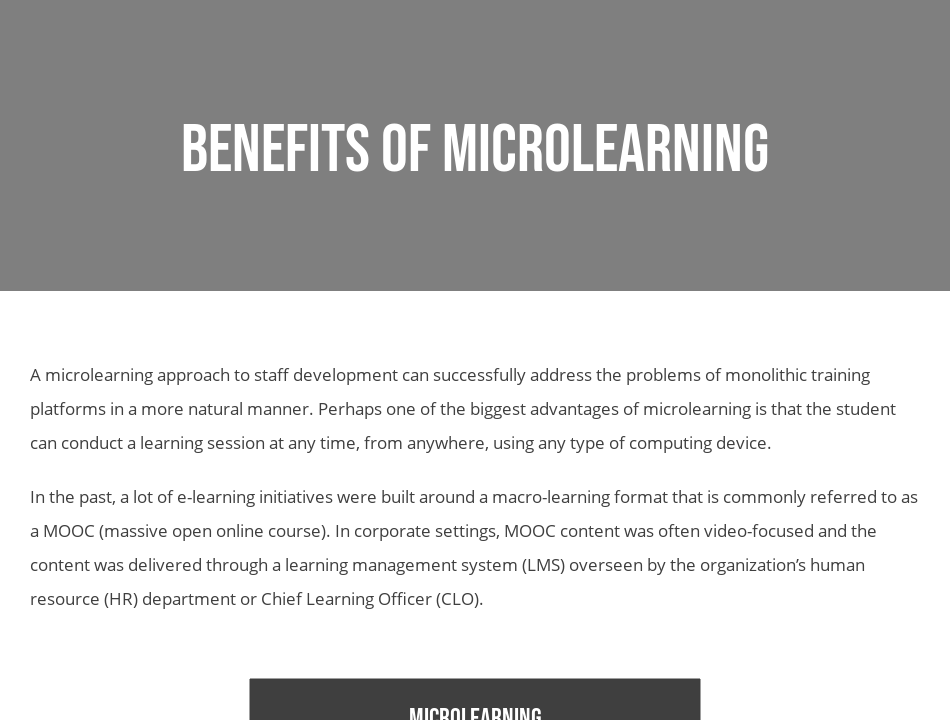 BENEFITS OF MICROLEARNING
A microlearning approach to staff development can successfully address the problems of monolithic training
platforms in a more natural manner. Perhaps one of the biggest advantages of microlearning is that the student
can conduct a learning session at any time, from anywhere, using any type of computing device.
In the past, a lot of e-learning initiatives were built around a macro-learning format that is commonly referred to as
a MOOC (massive open online course). In corporate settings, MOOC content was often video-focused and the
content was delivered through a learning management system (LMS) overseen by the organization’s human
resource (HR) department or Chief Learning Officer (CLO).
MICROLEARNING